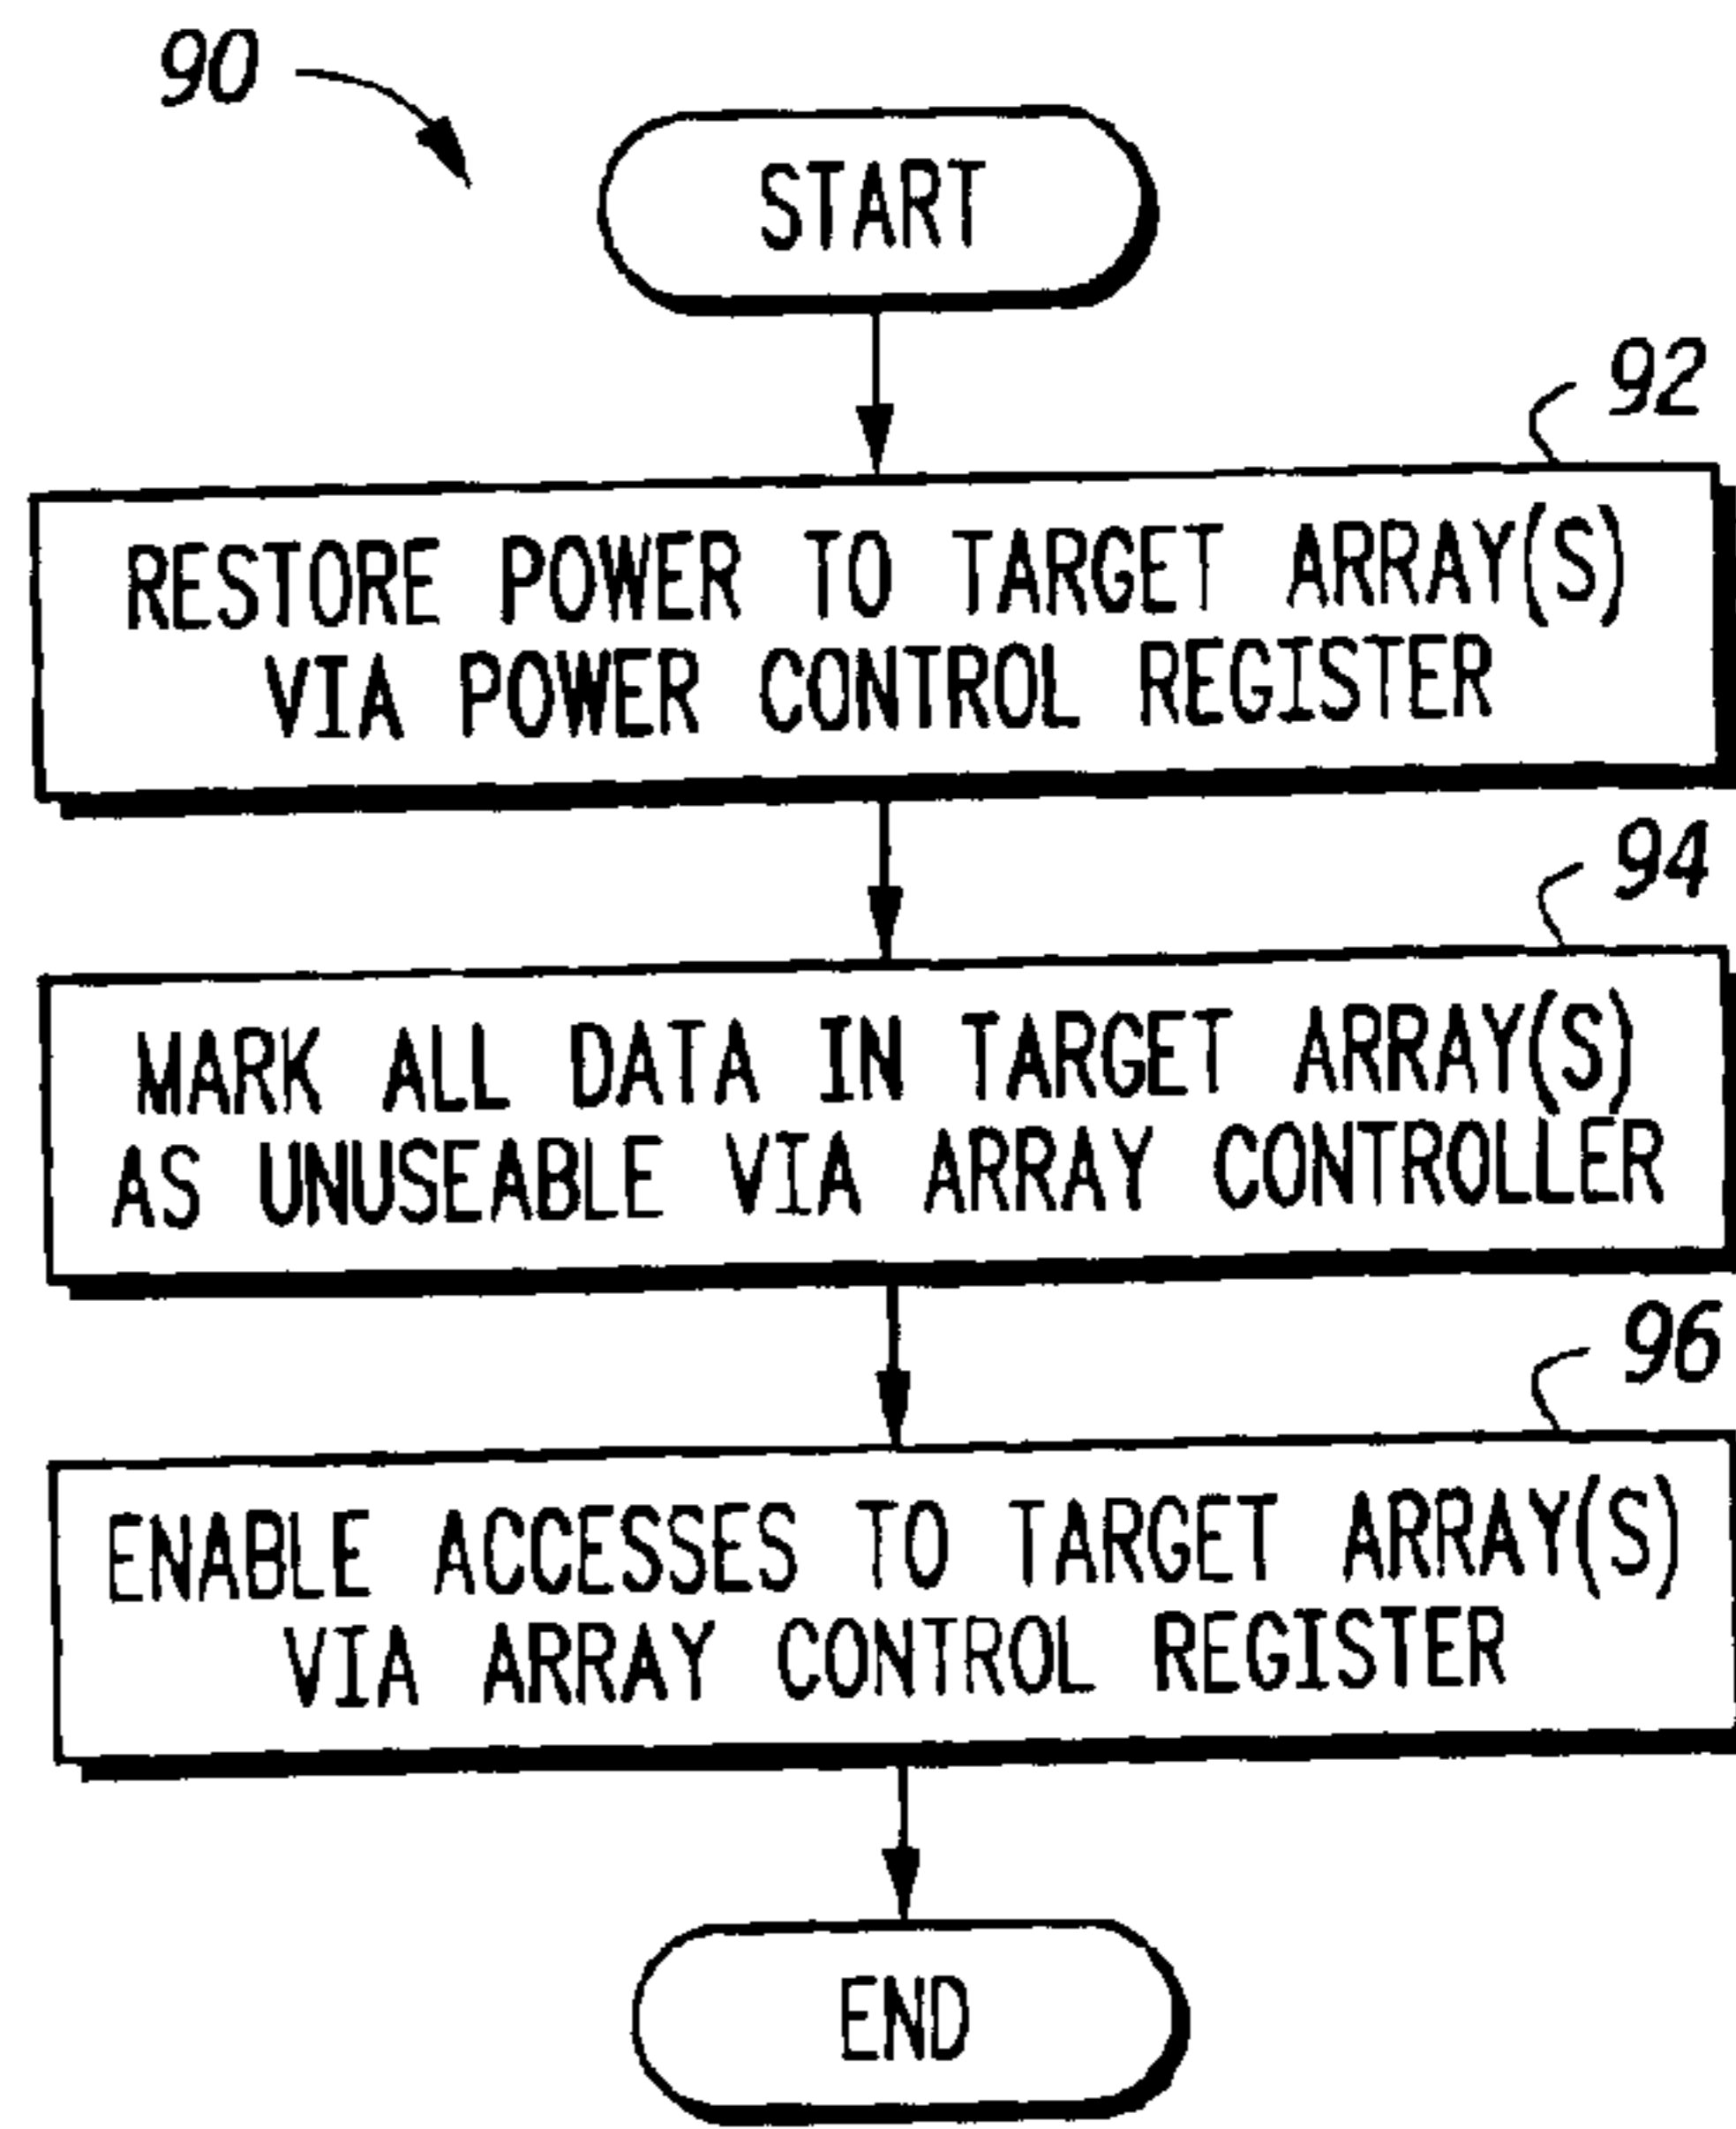 90
START
92
RESTORE POWER TO TARGET ARRAY(S)
VIA POWER CONTROL REGISTER
94
MARK ALL DATA IN TARGET ARRAY(S)
AS UNUSEABLE VIA ARRAY CONTROLLER
96
ENABLE ACCESSES TO TARGET ARRAY(S)
VIA ARRAY CONTROL REGISTER
END